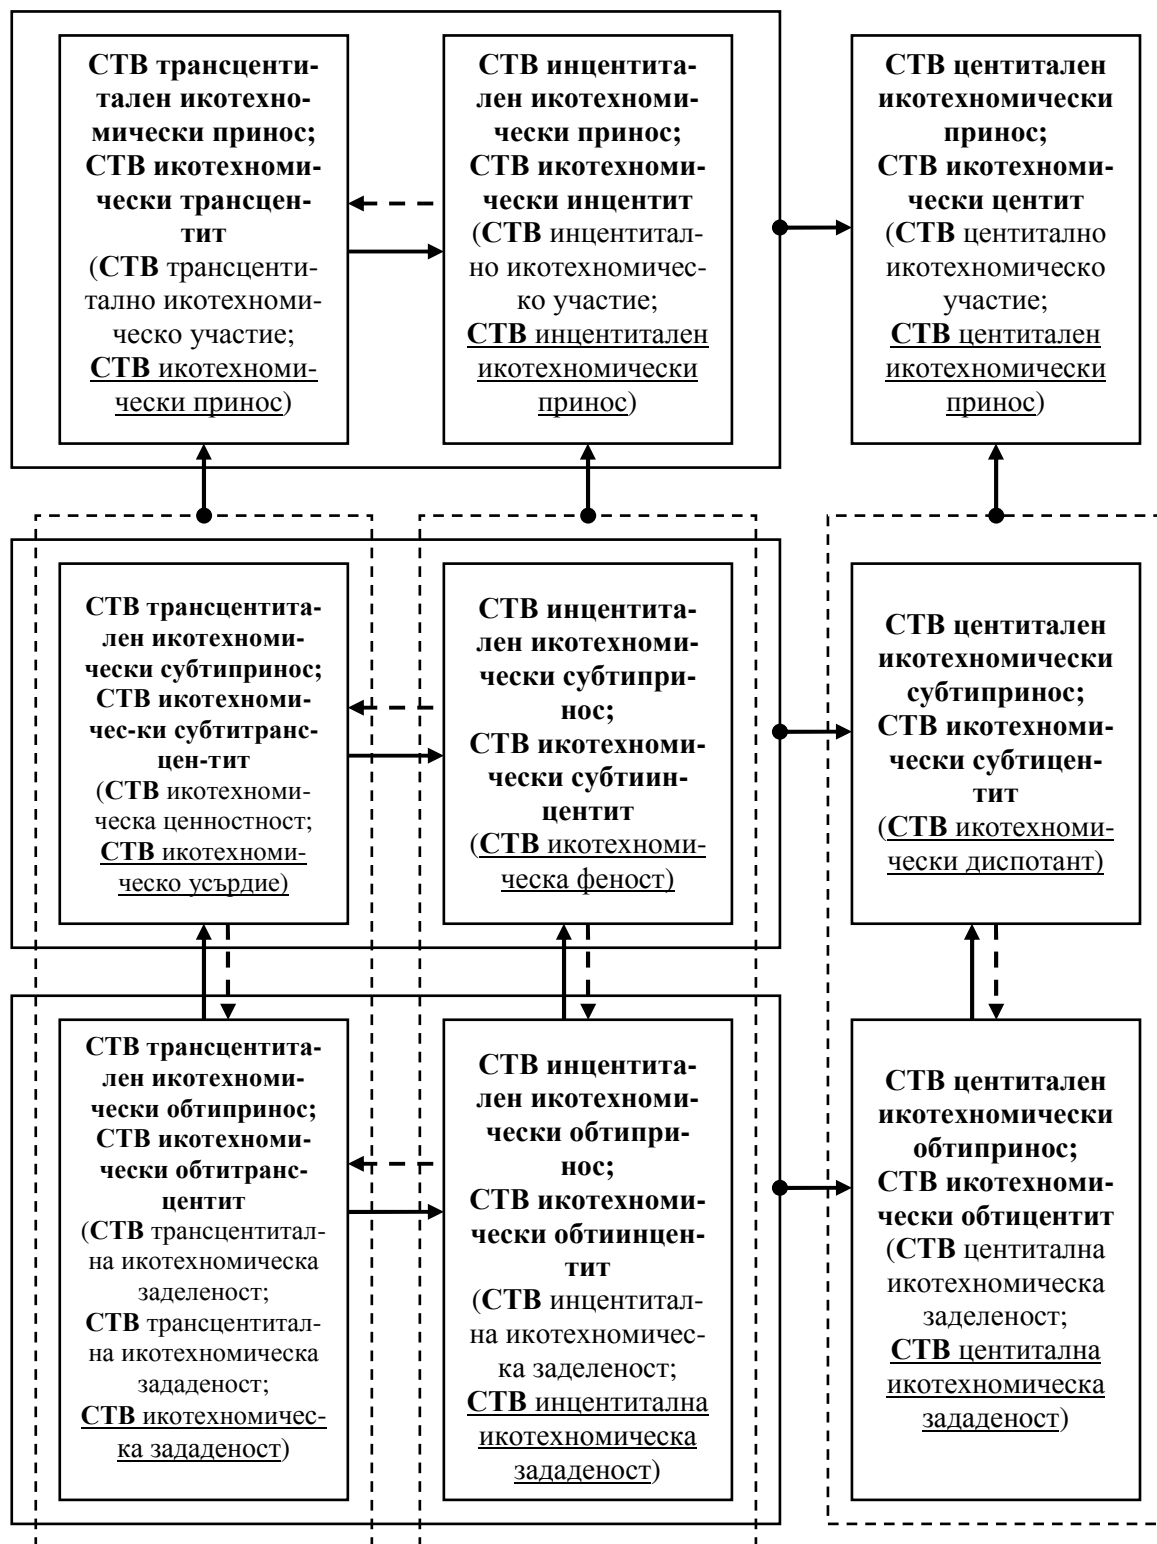 СТВ трансцентитa-
тален икотехно-
мически принос;
СТВ икотехноми-
чески трансцен-
тит
(СТВ трансценти-
тално икотехноми-
ческо участие;
СТВ икотехноми-
чески принос)
СТВ инцентита-
лен икотехноми-
чески принос;
СТВ икотехноми-
чески инцентит
(СТВ инцентитал-
но икотехномичес-
ко участие;
СТВ инцентитален
икотехномически
принос)
СТВ центитален
икотехномически
принос;
СТВ икотехноми-
чески центит
(СТВ центитално
икотехномическо
участие;
СТВ центитален
икотехномически
принос)
СТВ трансцентита-
лен икотехноми-
чески субтипринос;
СТВ икотехноми-
чес-ки субтитранс-
цен-тит
(СТВ икотехноми-
ческа ценностност;
СТВ икотехноми-
ческо усърдие)
СТВ инцентита-
лен икотехноми-
чески субтипри-
нос;
СТВ икотехноми-
чески субтиин-
центит
(СТВ икотехноми-
ческа феност)
СТВ центитален
икотехномически
субтипринос;
СТВ икотехноми-
чески субтицен-
тит
(СТВ икотехноми-
чески диспотант)
СТВ трансцентита-
лен икотехноми-
чески обтипринос;
СТВ икотехноми-
чески обтитранс-
центит
(СТВ трансцентитал-
на икотехномическа
заделеност;
СТВ трансцентитал-
на икотехномическа
зададеност;
СТВ икотехномичес-
ка зададеност)
СТВ инцентита-
лен икотехноми-
чески обтипри-
нос;
СТВ икотехноми-
чески обтиинцен-
тит
(СТВ инцентитал-
на икотехномичес-
ка заделеност;
СТВ инцентитална
икотехномическа
зададеност)
СТВ центитален
икотехномически
обтипринос;
СТВ икотехноми-
чески обтицентит
(СТВ центитална
икотехномическа
заделеност;
СТВ центитална
икотехномическа
зададеност)